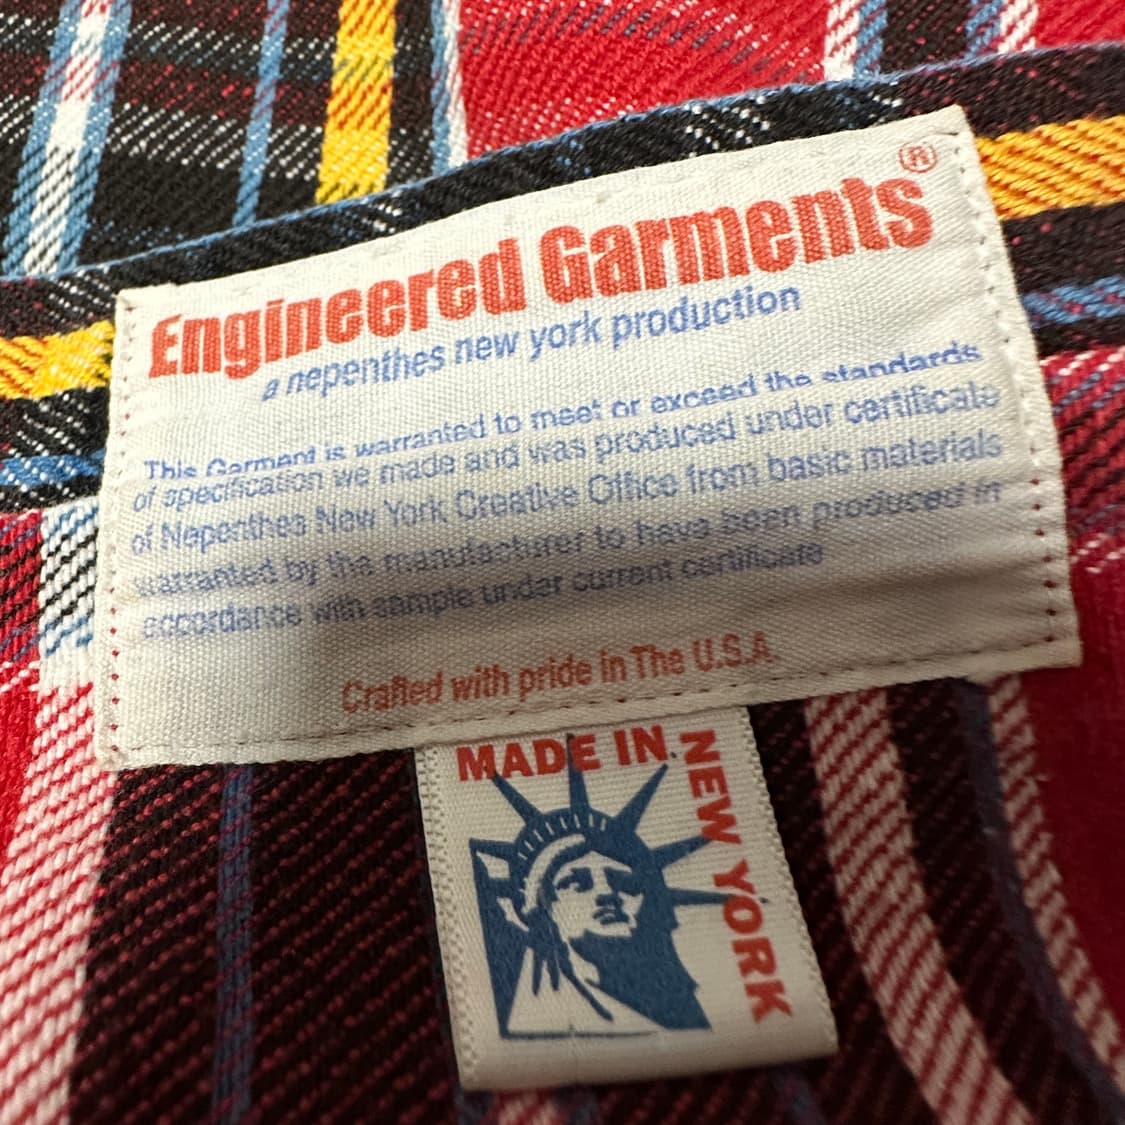 Engineered Garments®
a nepenthes new york production
This Garment is warranted to meet or exceed the standards
of specification we made and was produced under certificate
of Nepenthes New York Creative Office from basic materials
warranted by the manufacturer to have been produced in
accordance with sample under current certificate
Crafted with pride in The U.S.A.
MADE IN
NEW YORK